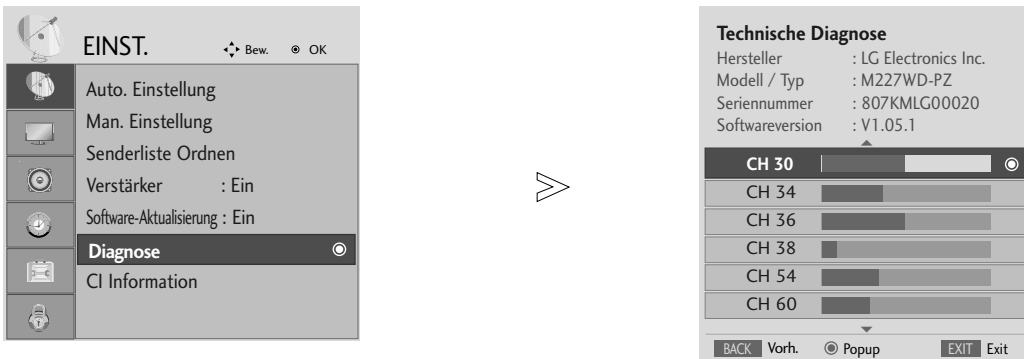 EINST. Bew. OK
Auto. Einstellung
Man. Einstellung
Senderliste Ordnen
Verstärker : Ein
Software-Aktualisierung : Ein
Diagnose
CI Information
Technische Diagnose
Hersteller : LG Electronics Inc.
Modell / Typ : M227WD-PZ
Seriennummer : 807KMLG00020
Softwareversion : V1.05.1
CH 30
CH 34
CH 36
CH 38
CH 54
CH 60
BACK Vorh. Popup EXIT Exit